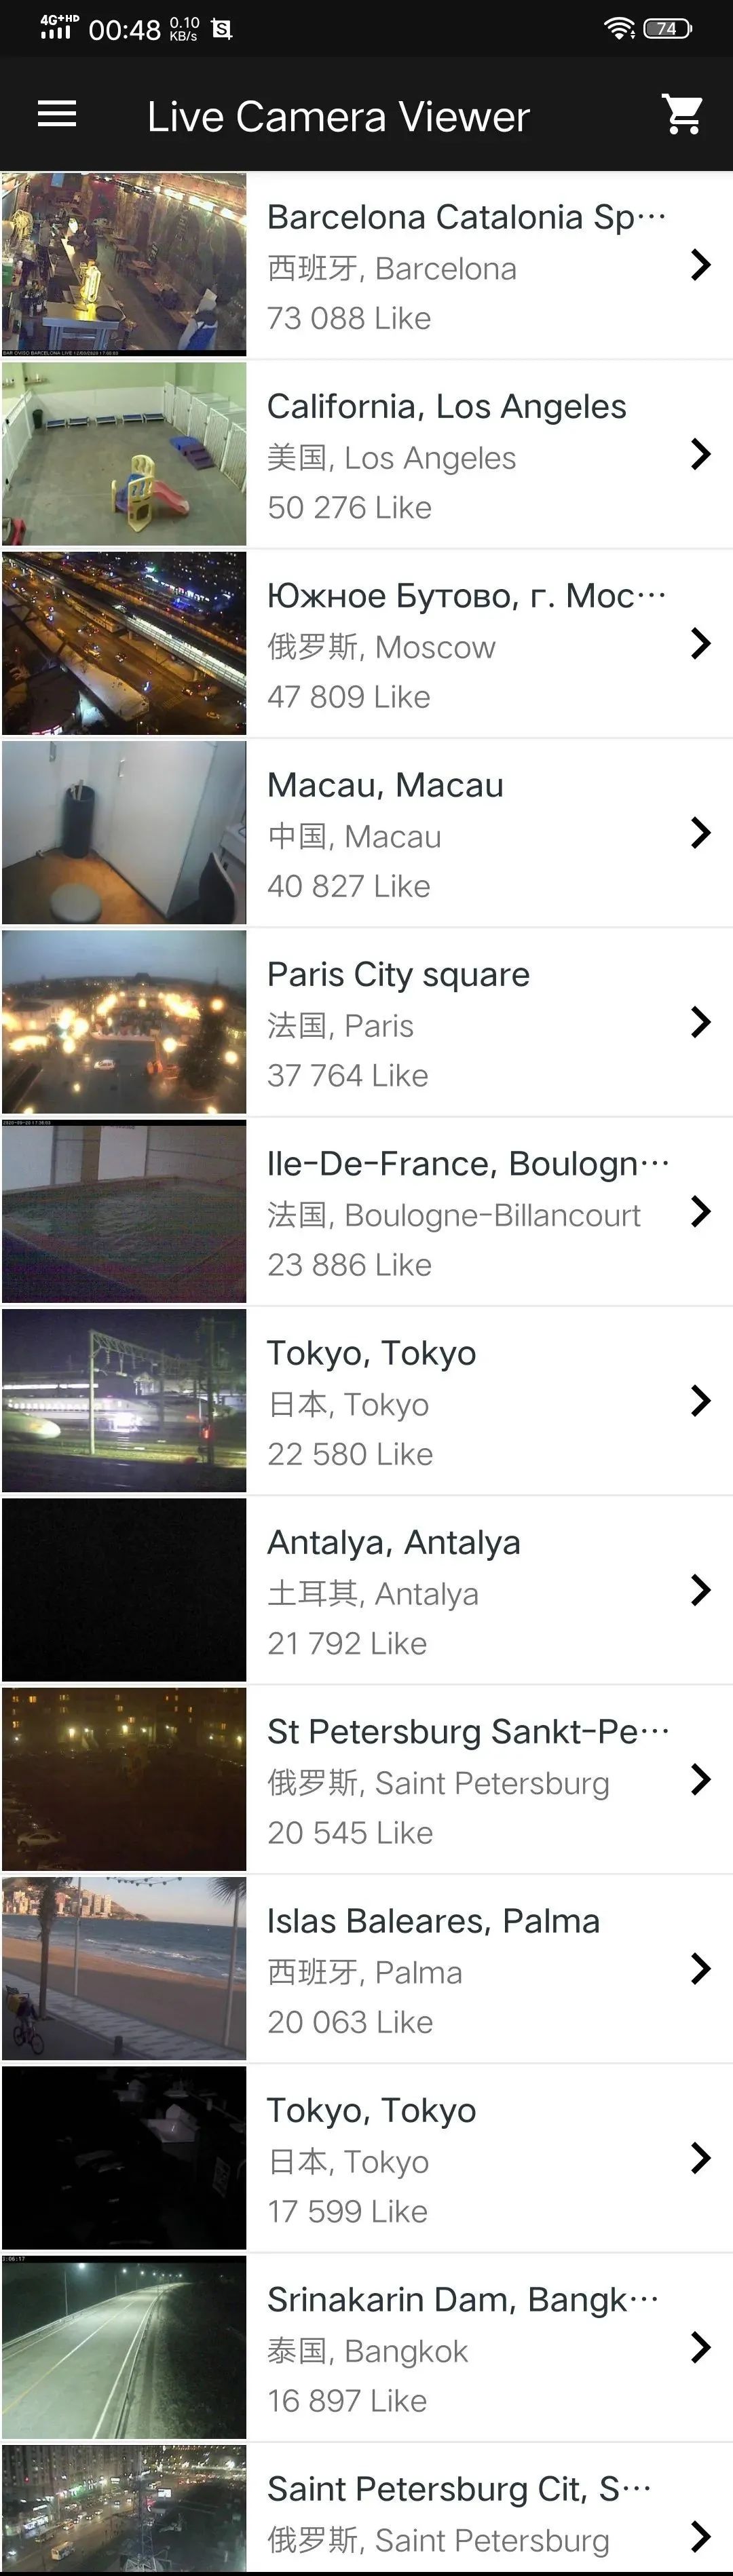 4G+HD 00:48 0.10 KB/s 74
Live Camera Viewer
Barcelona Catalonia Sp···
西班牙, Barcelona
73 088 Like
California, Los Angeles
美国, Los Angeles
50 276 Like
Южное Бутово, г. Мос···
俄罗斯, Moscow
47 809 Like
Macau, Macau
中国, Macau
40 827 Like
Paris City square
法国, Paris
37 764 Like
Ile-De-France, Boulogn···
法国, Boulogne-Billancourt
23 886 Like
Tokyo, Tokyo
日本, Tokyo
22 580 Like
Antalya, Antalya
土耳其, Antalya
21 792 Like
St Petersburg Sankt-Pe···
俄罗斯, Saint Petersburg
20 545 Like
Islas Baleares, Palma
西班牙, Palma
20 063 Like
Tokyo, Tokyo
日本, Tokyo
17 599 Like
Srinakarin Dam, Bangk···
泰国, Bangkok
16 897 Like
Saint Petersburg Cit, S···
俄罗斯, Saint Petersburg